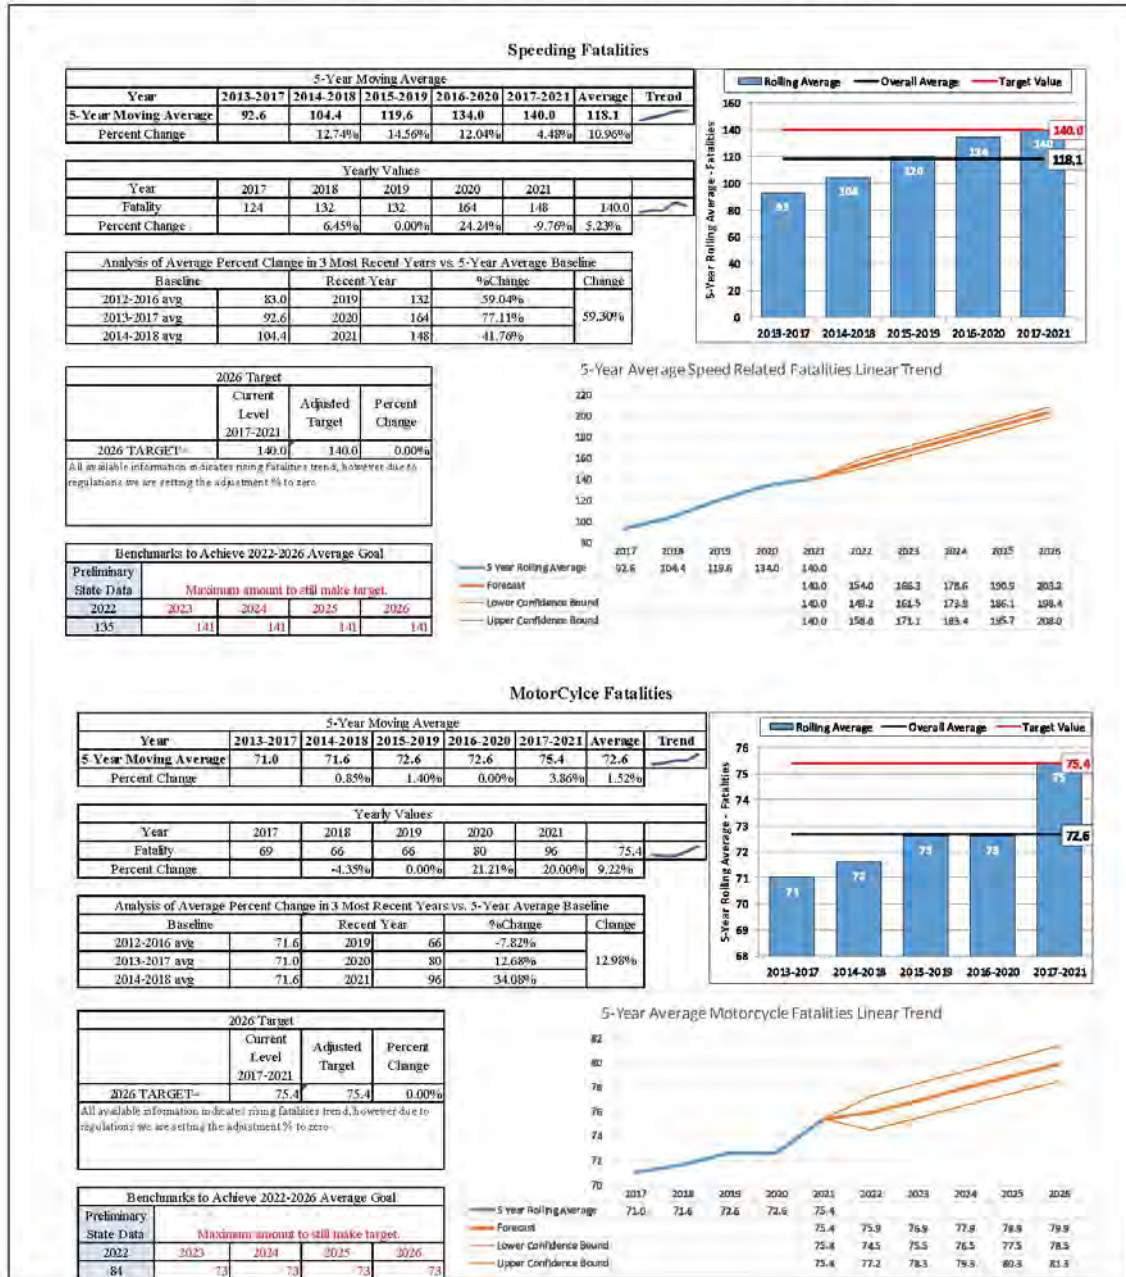 Speeding Fatalities
5-Year Moving Average
Year 2013-2017 2014-2018 2015-2019 2016-2020 2017-2021 Average Trend
5-Year Moving Average 92.6 104.4 119.6 134.0 140.0 118.1
Percent Change 12.74% 14.56% 12.04% 4.48% 10.96%
Yearly Values
Year 2017 2018 2019 2020 2021
Fatality 124 132 132 164 148 140.0
Percent Change 6.45% 0.00% 24.24% -9.76% 5.23%
Analysis of Average Percent Change in 3 Most Recent Years vs. 5-Year Average Baseline
Baseline Recent Year %Change Change
2012-2016 avg 83.0 2019 132 59.04%
2013-2017 avg 92.6 2020 164 77.11% 59.30%
2014-2018 avg 104.4 2021 148 41.76%
Rolling Average Overall Average Target Value
5-Year Rolling Average - Fatalities
160
140
120
100
80
60
40
20
0
93 104 120 134 140
140.0
118.1
2013-2017 2014-2018 2015-2019 2016-2020 2017-2021
2026 Target
Current Level 2017-2021 Adjusted Target Percent Change
2026 TARGET= 140.0 140.0 0.00%
All available information indicates rising fatalities trend, however due to
regulations we are setting the adjustment % to zero
Benchmarks to Achieve 2022-2026 Average Goal
Preliminary
State Data Maximum amount to still make target.
2022 2023 2024 2025 2026
135 141 141 141 141
5-Year Average Speed Related Fatalities Linear Trend
220
200
180
160
140
120
100
80
2017 2018 2019 2020 2021 2022 2023 2024 2025 2026
5 Year Rolling Average 92.6 104.4 119.6 134.0 140.0
Forecast 140.0 154.0 166.3 178.6 190.9 203.2
Lower Confidence Bound 140.0 149.2 161.5 173.8 186.1 198.4
Upper Confidence Bound 140.0 158.8 171.1 183.4 195.7 208.0
MotorCylce Fatalities
5-Year Moving Average
Year 2013-2017 2014-2018 2015-2019 2016-2020 2017-2021 Average Trend
5-Year Moving Average 71.0 71.6 72.6 72.6 75.4 72.6
Percent Change 0.85% 1.40% 0.00% 3.86% 1.52%
Yearly Values
Year 2017 2018 2019 2020 2021
Fatality 69 66 66 80 96 75.4
Percent Change -4.35% 0.00% 21.21% 20.00% 9.22%
Analysis of Average Percent Change in 3 Most Recent Years vs. 5-Year Average Baseline
Baseline Recent Year %Change Change
2012-2016 avg 71.6 2019 66 -7.82%
2013-2017 avg 71.0 2020 80 12.68% 12.98%
2014-2018 avg 71.6 2021 96 34.08%
Rolling Average Overall Average Target Value
5-Year Rolling Average - Fatalities
76
75
74
73
72
71
70
69
68
71 72 73 73 75
75.4
72.6
2013-2017 2014-2018 2015-2019 2016-2020 2017-2021
2026 Target
Current Level 2017-2021 Adjusted Target Percent Change
2026 TARGET= 75.4 75.4 0.00%
All available information indicates rising fatalities trend, however due to
regulations we are setting the adjustment % to zero
Benchmarks to Achieve 2022-2026 Average Goal
Preliminary
State Data Maximum amount to still make target.
2022 2023 2024 2025 2026
84 73 73 73 73
5-Year Average Motorcycle Fatalities Linear Trend
82
80
78
76
74
72
70
2017 2018 2019 2020 2021 2022 2023 2024 2025 2026
5 Year Rolling Average 71.0 71.6 72.6 72.6 75.4
Forecast 75.4 75.9 76.9 77.9 78.9 79.9
Lower Confidence Bound 75.4 74.5 75.5 76.5 77.5 78.5
Upper Confidence Bound 75.4 77.2 78.3 79.3 80.3 81.3